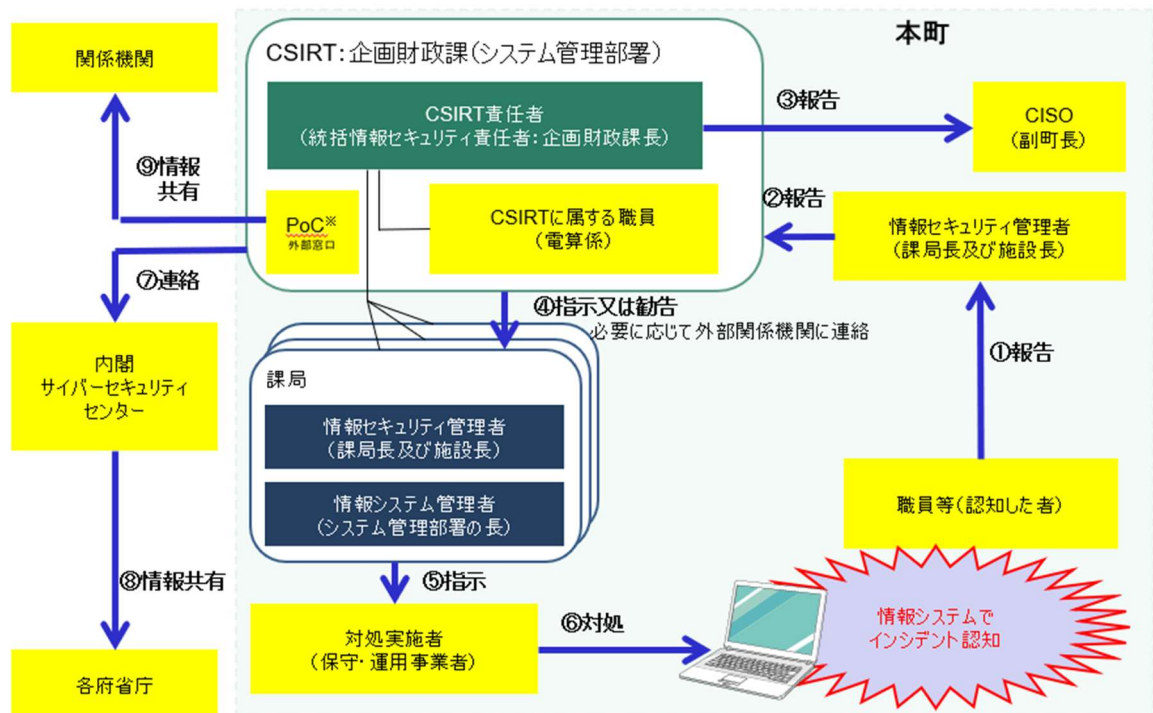 本町
関係機関
CSIRT：企画財政課（システム管理部署）
CSIRT責任者
（統括情報セキュリティ責任者：企画財政課長）
③報告
CISO
（副町長）
⑨情報
共有
PoC※
外部窓口
CSIRTに属する職員
（電算係）
②報告
情報セキュリティ管理者
（課局長及び施設長）
⑦連絡
④指示又は勧告
必要に応じて外部関係機関に連絡
①報告
内閣
サイバーセキュリティ
センター
課局
情報セキュリティ管理者
（課局長及び施設長）
情報システム管理者
（システム管理部署の長）
職員等（認知した者）
⑧情報共有
⑤指示
対処実施者
（保守・運用事業者）
⑥対処
情報システムで
インシデント認知
各府省庁